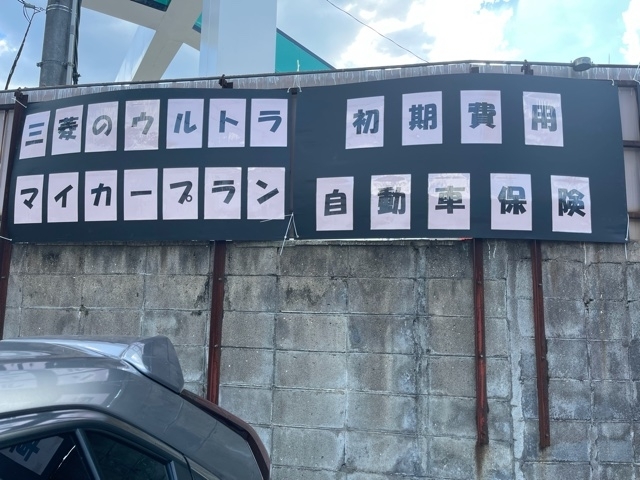 三菱のウルトラ
マイカープラン
初期費用
自動車保険